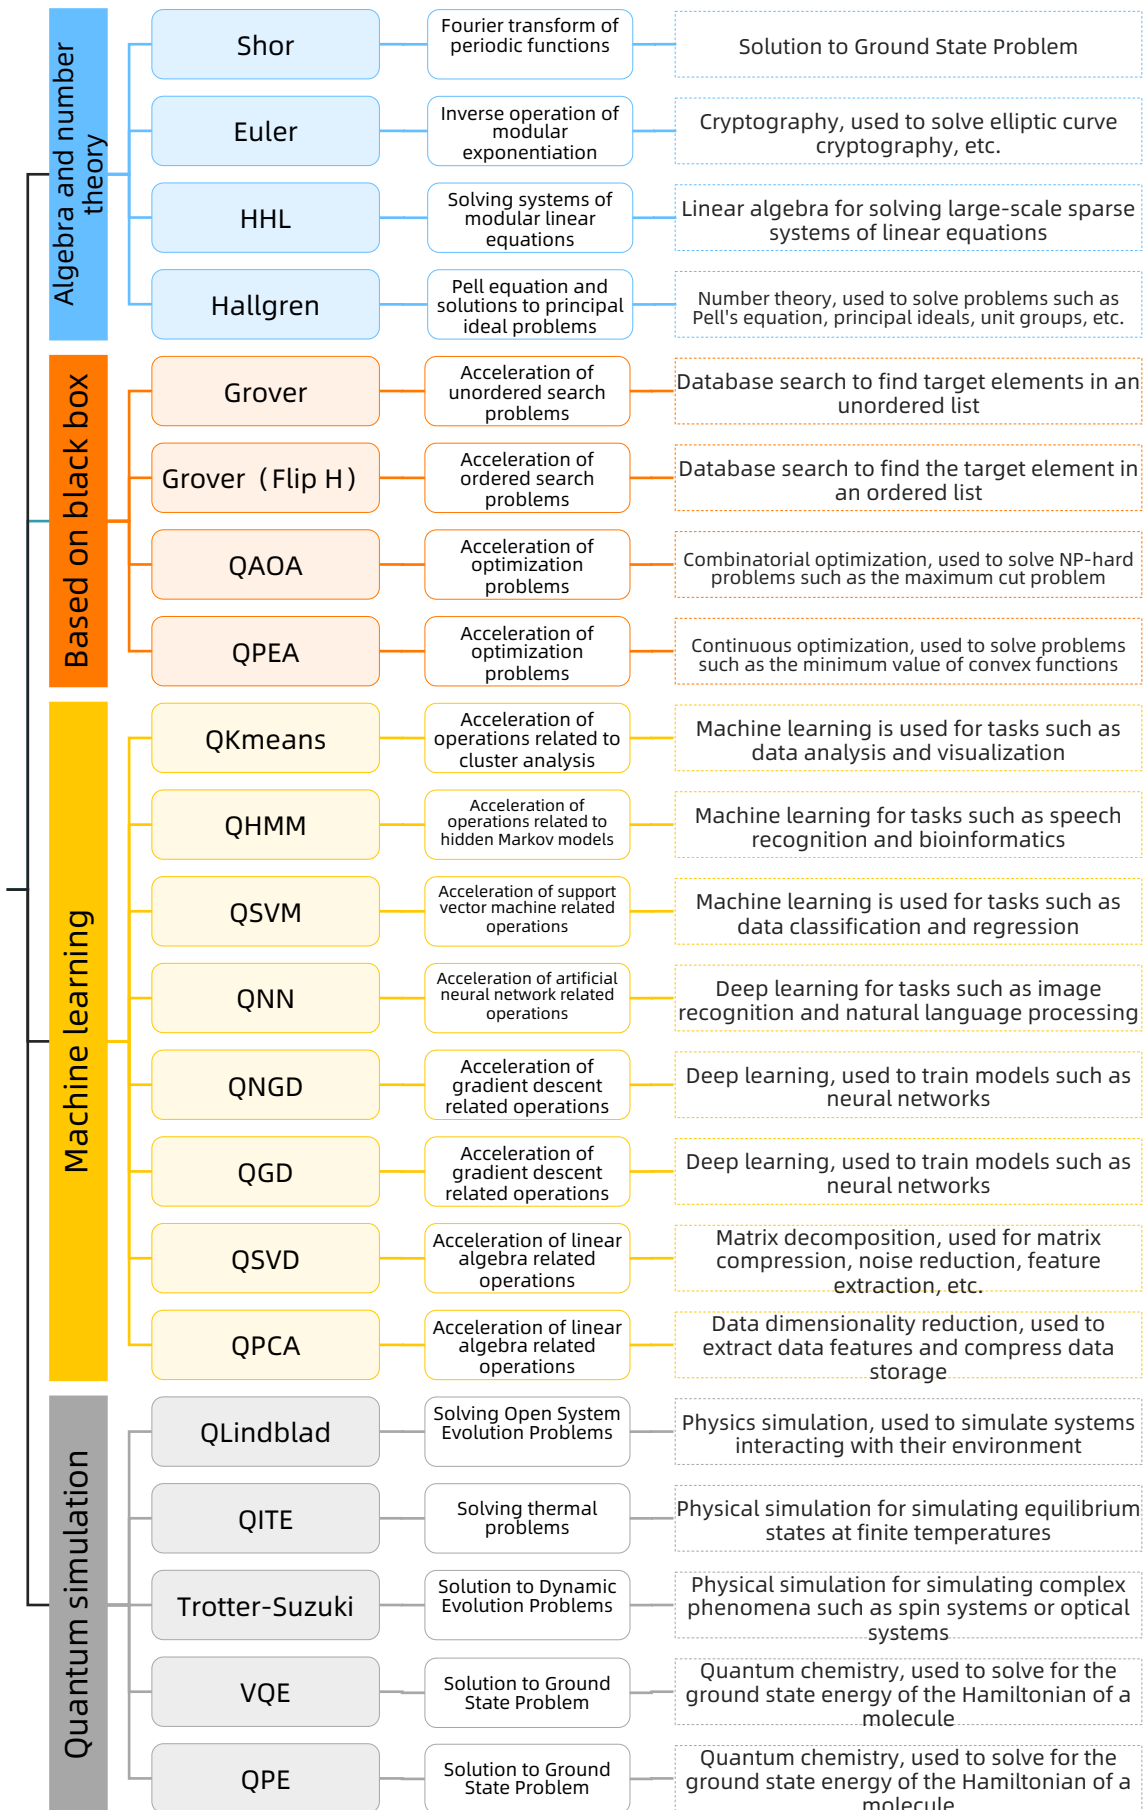 Algebra and number
theory
Shor
Fourier transform of
periodic functions
Solution to Ground State Problem
Euler
Inverse operation of
modular
exponentiation
Cryptography, used to solve elliptic curve
cryptography, etc.
HHL
Solving systems of
modular linear
equations
Linear algebra for solving large-scale sparse
systems of linear equations
Hallgren
Pell equation and
solutions to principal
ideal problems
Number theory, used to solve problems such as
Pell's equation, principal ideals, unit groups, etc.
Based on black box
Grover
Acceleration of
unordered search
problems
Database search to find target elements in an
unordered list
Grover（Flip H）
Acceleration of
ordered search
problems
Database search to find the target element in
an ordered list
QAOA
Acceleration of
optimization
problems
Combinatorial optimization, used to solve NP-hard
problems such as the maximum cut problem
QPEA
Acceleration of
optimization
problems
Continuous optimization, used to solve problems
such as the minimum value of convex functions
Machine learning
QKmeans
Acceleration of
operations related to
cluster analysis
Machine learning is used for tasks such as
data analysis and visualization
QHMM
Acceleration of
operations related to
hidden Markov models
Machine learning for tasks such as speech
recognition and bioinformatics
QSVM
Acceleration of support
vector machine related
operations
Machine learning is used for tasks such as
data classification and regression
QNN
Acceleration of artificial
neural network related
operations
Deep learning for tasks such as image
recognition and natural language processing
QNGD
Acceleration of
gradient descent
related operations
Deep learning, used to train models such as
neural networks
QGD
Acceleration of
gradient descent
related operations
Deep learning, used to train models such as
neural networks
QSVD
Acceleration of linear
algebra related
operations
Matrix decomposition, used for matrix
compression, noise reduction, feature
extraction, etc.
QPCA
Acceleration of linear
algebra related
operations
Data dimensionality reduction, used to
extract data features and compress data
storage
Quantum simulation
QLindblad
Solving Open System
Evolution Problems
Physics simulation, used to simulate systems
interacting with their environment
QITE
Solving thermal
problems
Physical simulation for simulating equilibrium
states at finite temperatures
Trotter-Suzuki
Solution to Dynamic
Evolution Problems
Physical simulation for simulating complex
phenomena such as spin systems or optical
systems
VQE
Solution to Ground
State Problem
Quantum chemistry, used to solve for the
ground state energy of the Hamiltonian of a
molecule
QPE
Solution to Ground
State Problem
Quantum chemistry, used to solve for the
ground state energy of the Hamiltonian of a
molecule